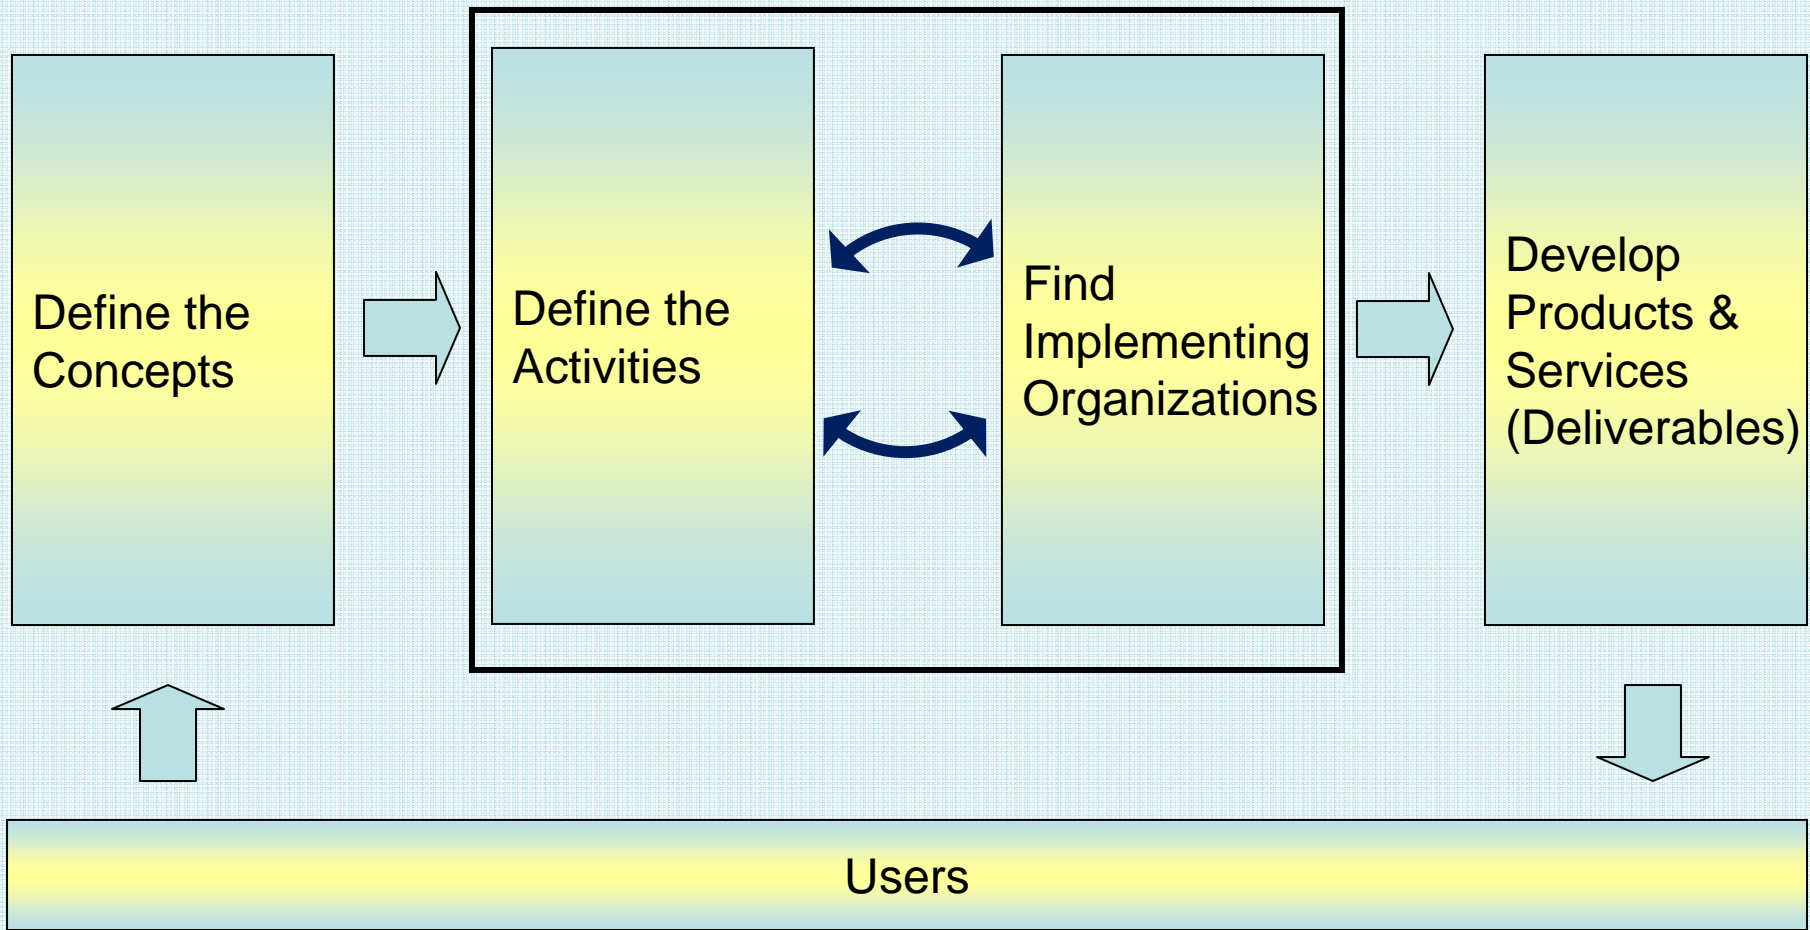 Define the
Concepts
Define the
Activities
Find
Implementing
Organizations
Develop
Products &
Services
(Deliverables)
Users